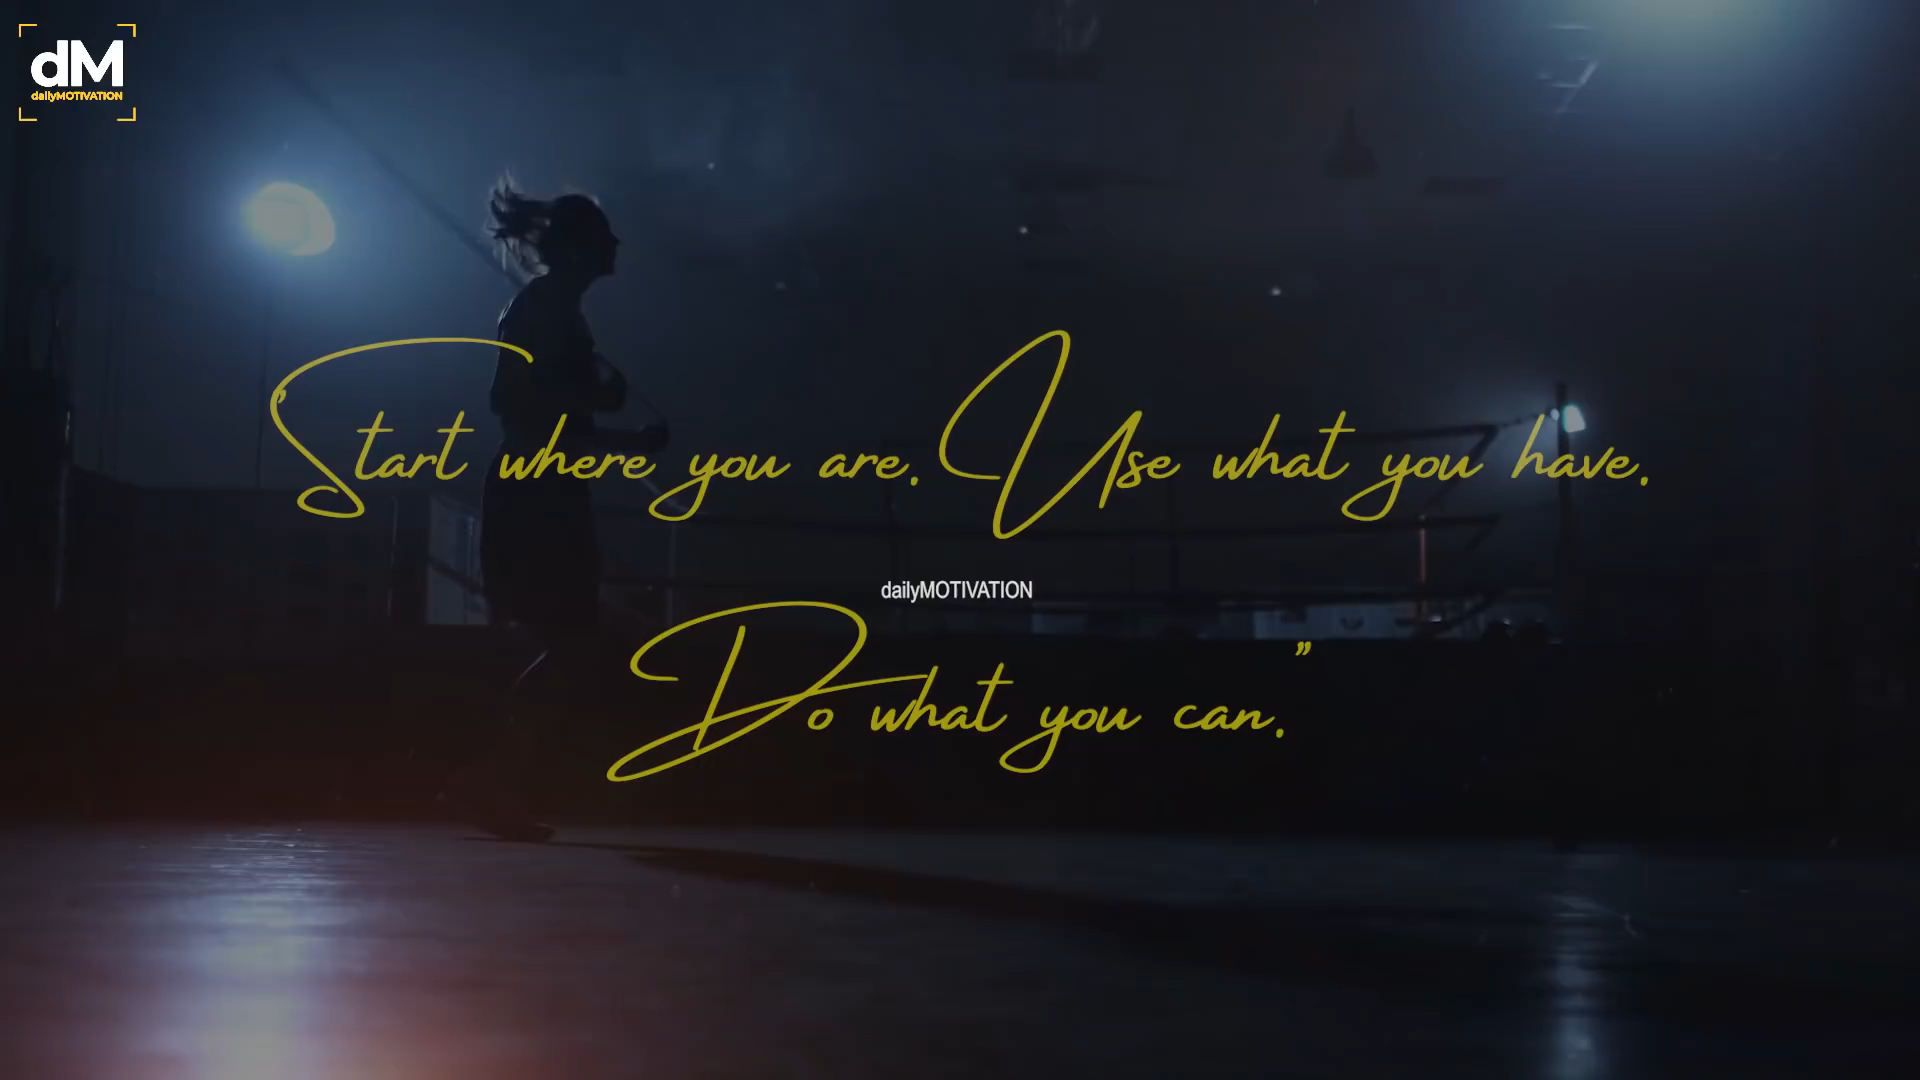 dM
dailyMOTIVATION
"Start where you are. Use what you have.
dailyMOTIVATION
Do what you can."